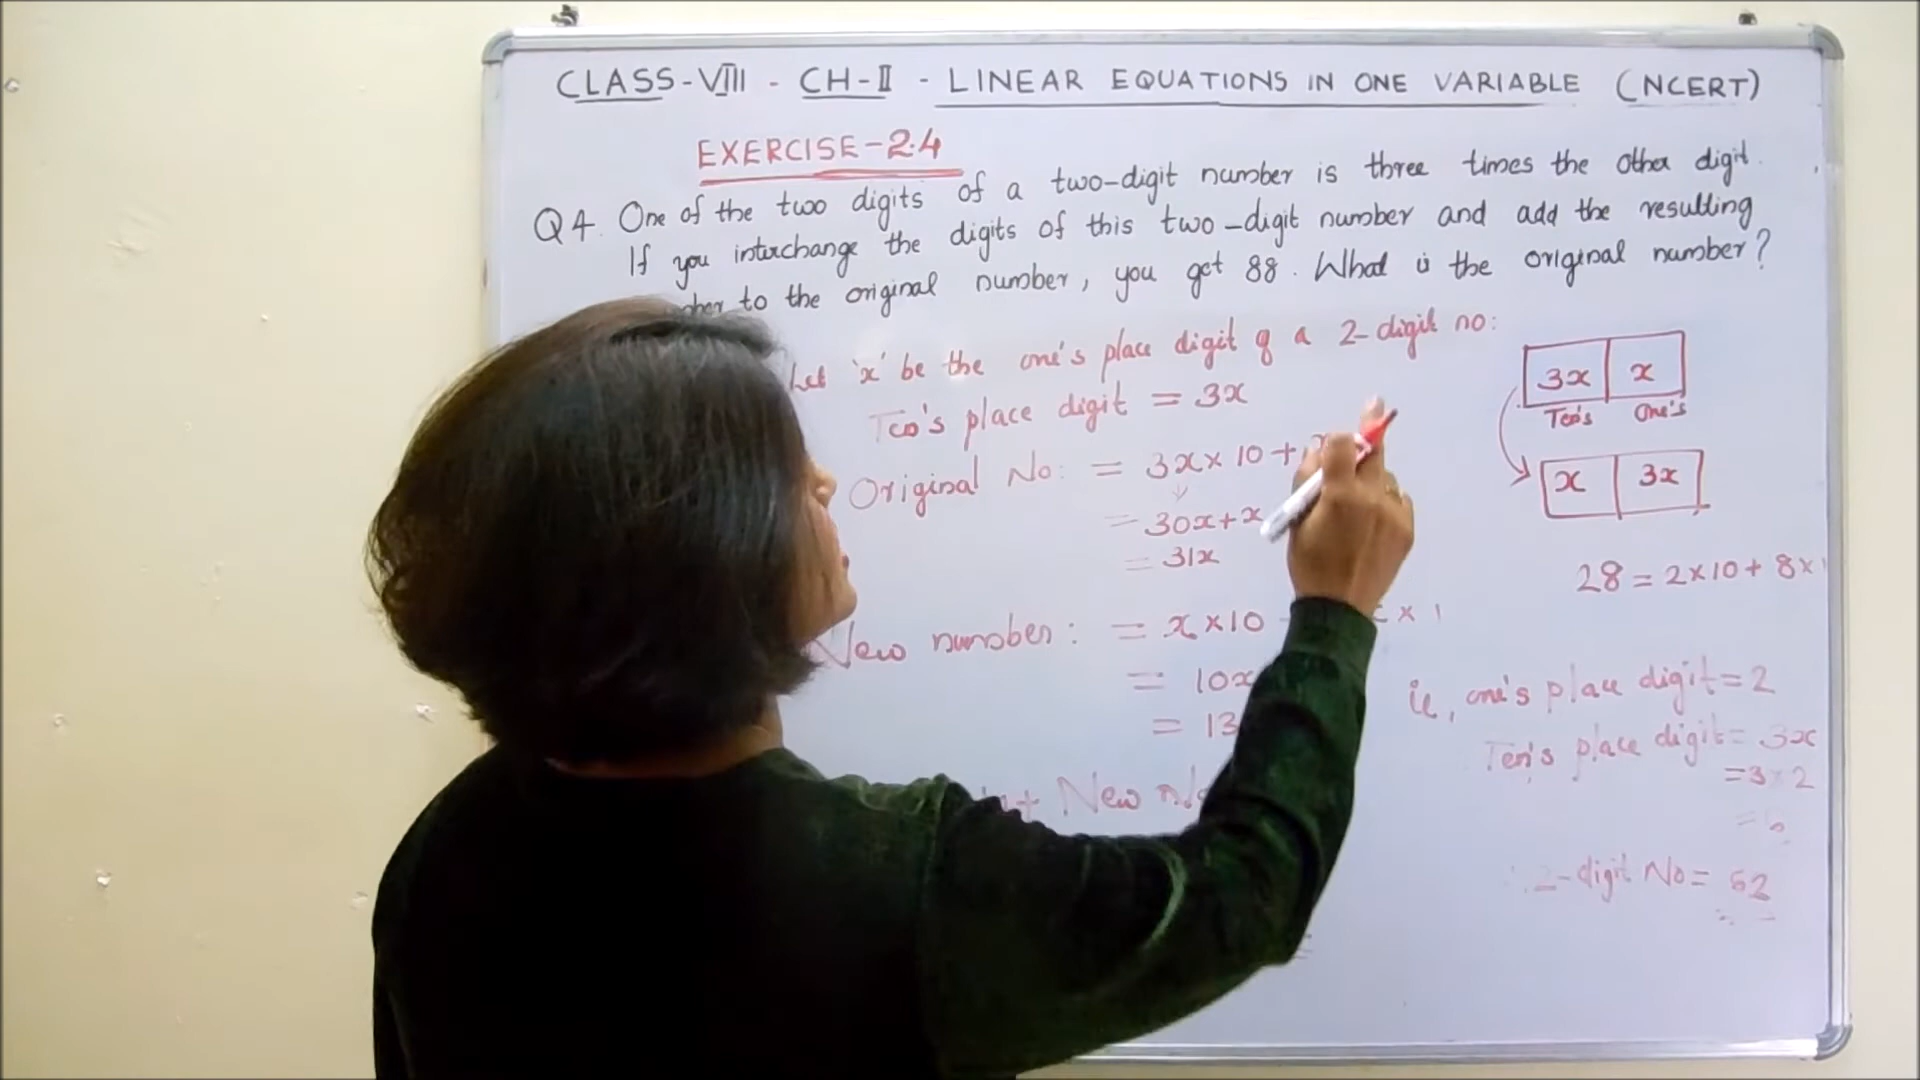 CLASS-VIII - CH-II - LINEAR EQUATIONS IN ONE VARIABLE (NCERT)
EXERCISE-2.4
Q4. One of the two digits of a two-digit number is three times the other digit.
If you interchange the digits of this two-digit number and add the resulting
to the original number, you get 88. What is the original number?
Let 'x' be the one's place digit of a 2-digit no:
Ten's place digit = 3x
Original No: = 3x × 10 +
= 30x + x
= 31x
New number: = x × 10 × 1
= 10x
= 13
+ New No
3x x
Ten's One's
x 3x
28 = 2×10 + 8×1
ie, one's place digit = 2
Ten's place digit = 3x
= 3 × 2
= 6
2-digit No = 62